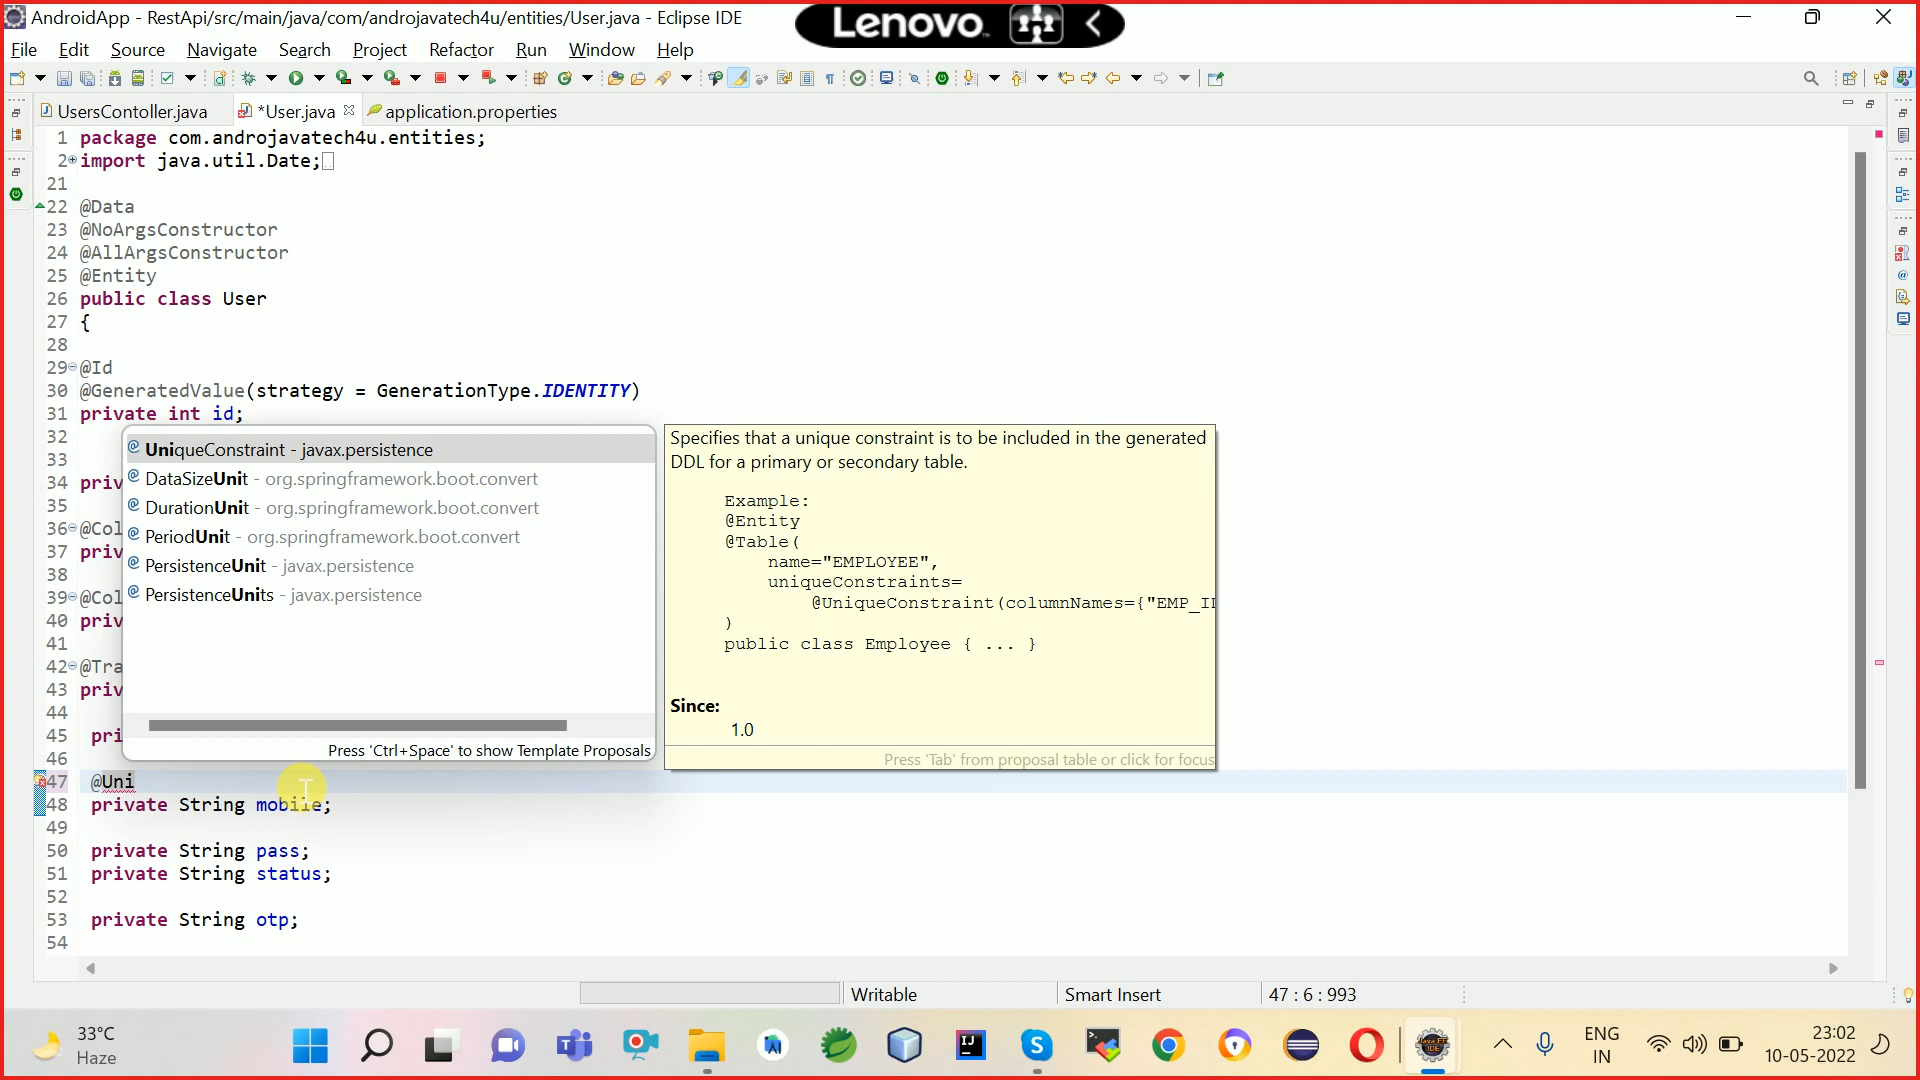 AndroidApp - RestApi/src/main/java/com/androjavatech4u/entities/User.java - Eclipse IDE
Lenovo
File Edit Source Navigate Search Project Refactor Run Window Help
UsersContoller.java *User.java application.properties
1 package com.androjavatech4u.entities;
2 import java.util.Date;
21
22 @Data
23 @NoArgsConstructor
24 @AllArgsConstructor
25 @Entity
26 public class User
27 {
28
29 @Id
30 @GeneratedValue(strategy = GenerationType.IDENTITY)
31 private int id;
32
33
34 priv
35
36 @Col
37 priv
38
39 @Col
40 priv
41
42 @Tra
43 priv
44
45 pri
46
47 @Uni
48 private String mobile;
49
50 private String pass;
51 private String status;
52
53 private String otp;
54
UniqueConstraint - javax.persistence
DataSizeUnit - org.springframework.boot.convert
DurationUnit - org.springframework.boot.convert
PeriodUnit - org.springframework.boot.convert
PersistenceUnit - javax.persistence
PersistenceUnits - javax.persistence
Press 'Ctrl+Space' to show Template Proposals
Specifies that a unique constraint is to be included in the generated
DDL for a primary or secondary table.
Example:
@Entity
@Table(
name="EMPLOYEE",
uniqueConstraints=
@UniqueConstraint(columnNames={"EMP_I
)
public class Employee { ... }
Since:
1.0
Press 'Tab' from proposal table or click for focus
Writable Smart Insert 47 : 6 : 993
33°C
Haze
ENG
IN
23:02
10-05-2022